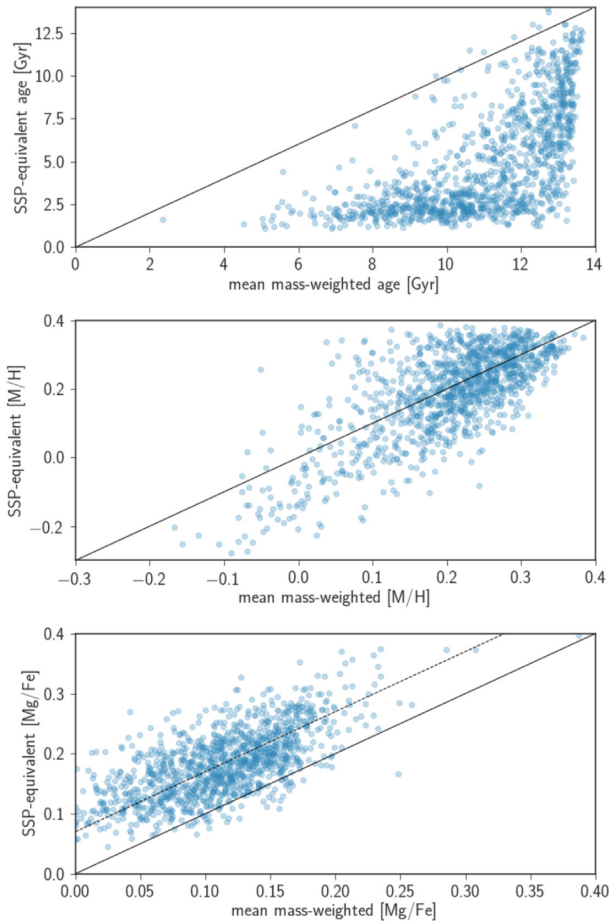 12.5
10.0
7.5
5.0
2.5
0.0
SSP-equivalent age [Gyr]
0 2 4 6 8 10 12 14
mean mass-weighted age [Gyr]
0.4
0.2
0.0
−0.2
SSP-equivalent [M/H]
−0.3 −0.2 −0.1 0.0 0.1 0.2 0.3 0.4
mean mass-weighted [M/H]
0.4
0.3
0.2
0.1
0.0
SSP-equivalent [Mg/Fe]
0.00 0.05 0.10 0.15 0.20 0.25 0.30 0.35 0.40
mean mass-weighted [Mg/Fe]